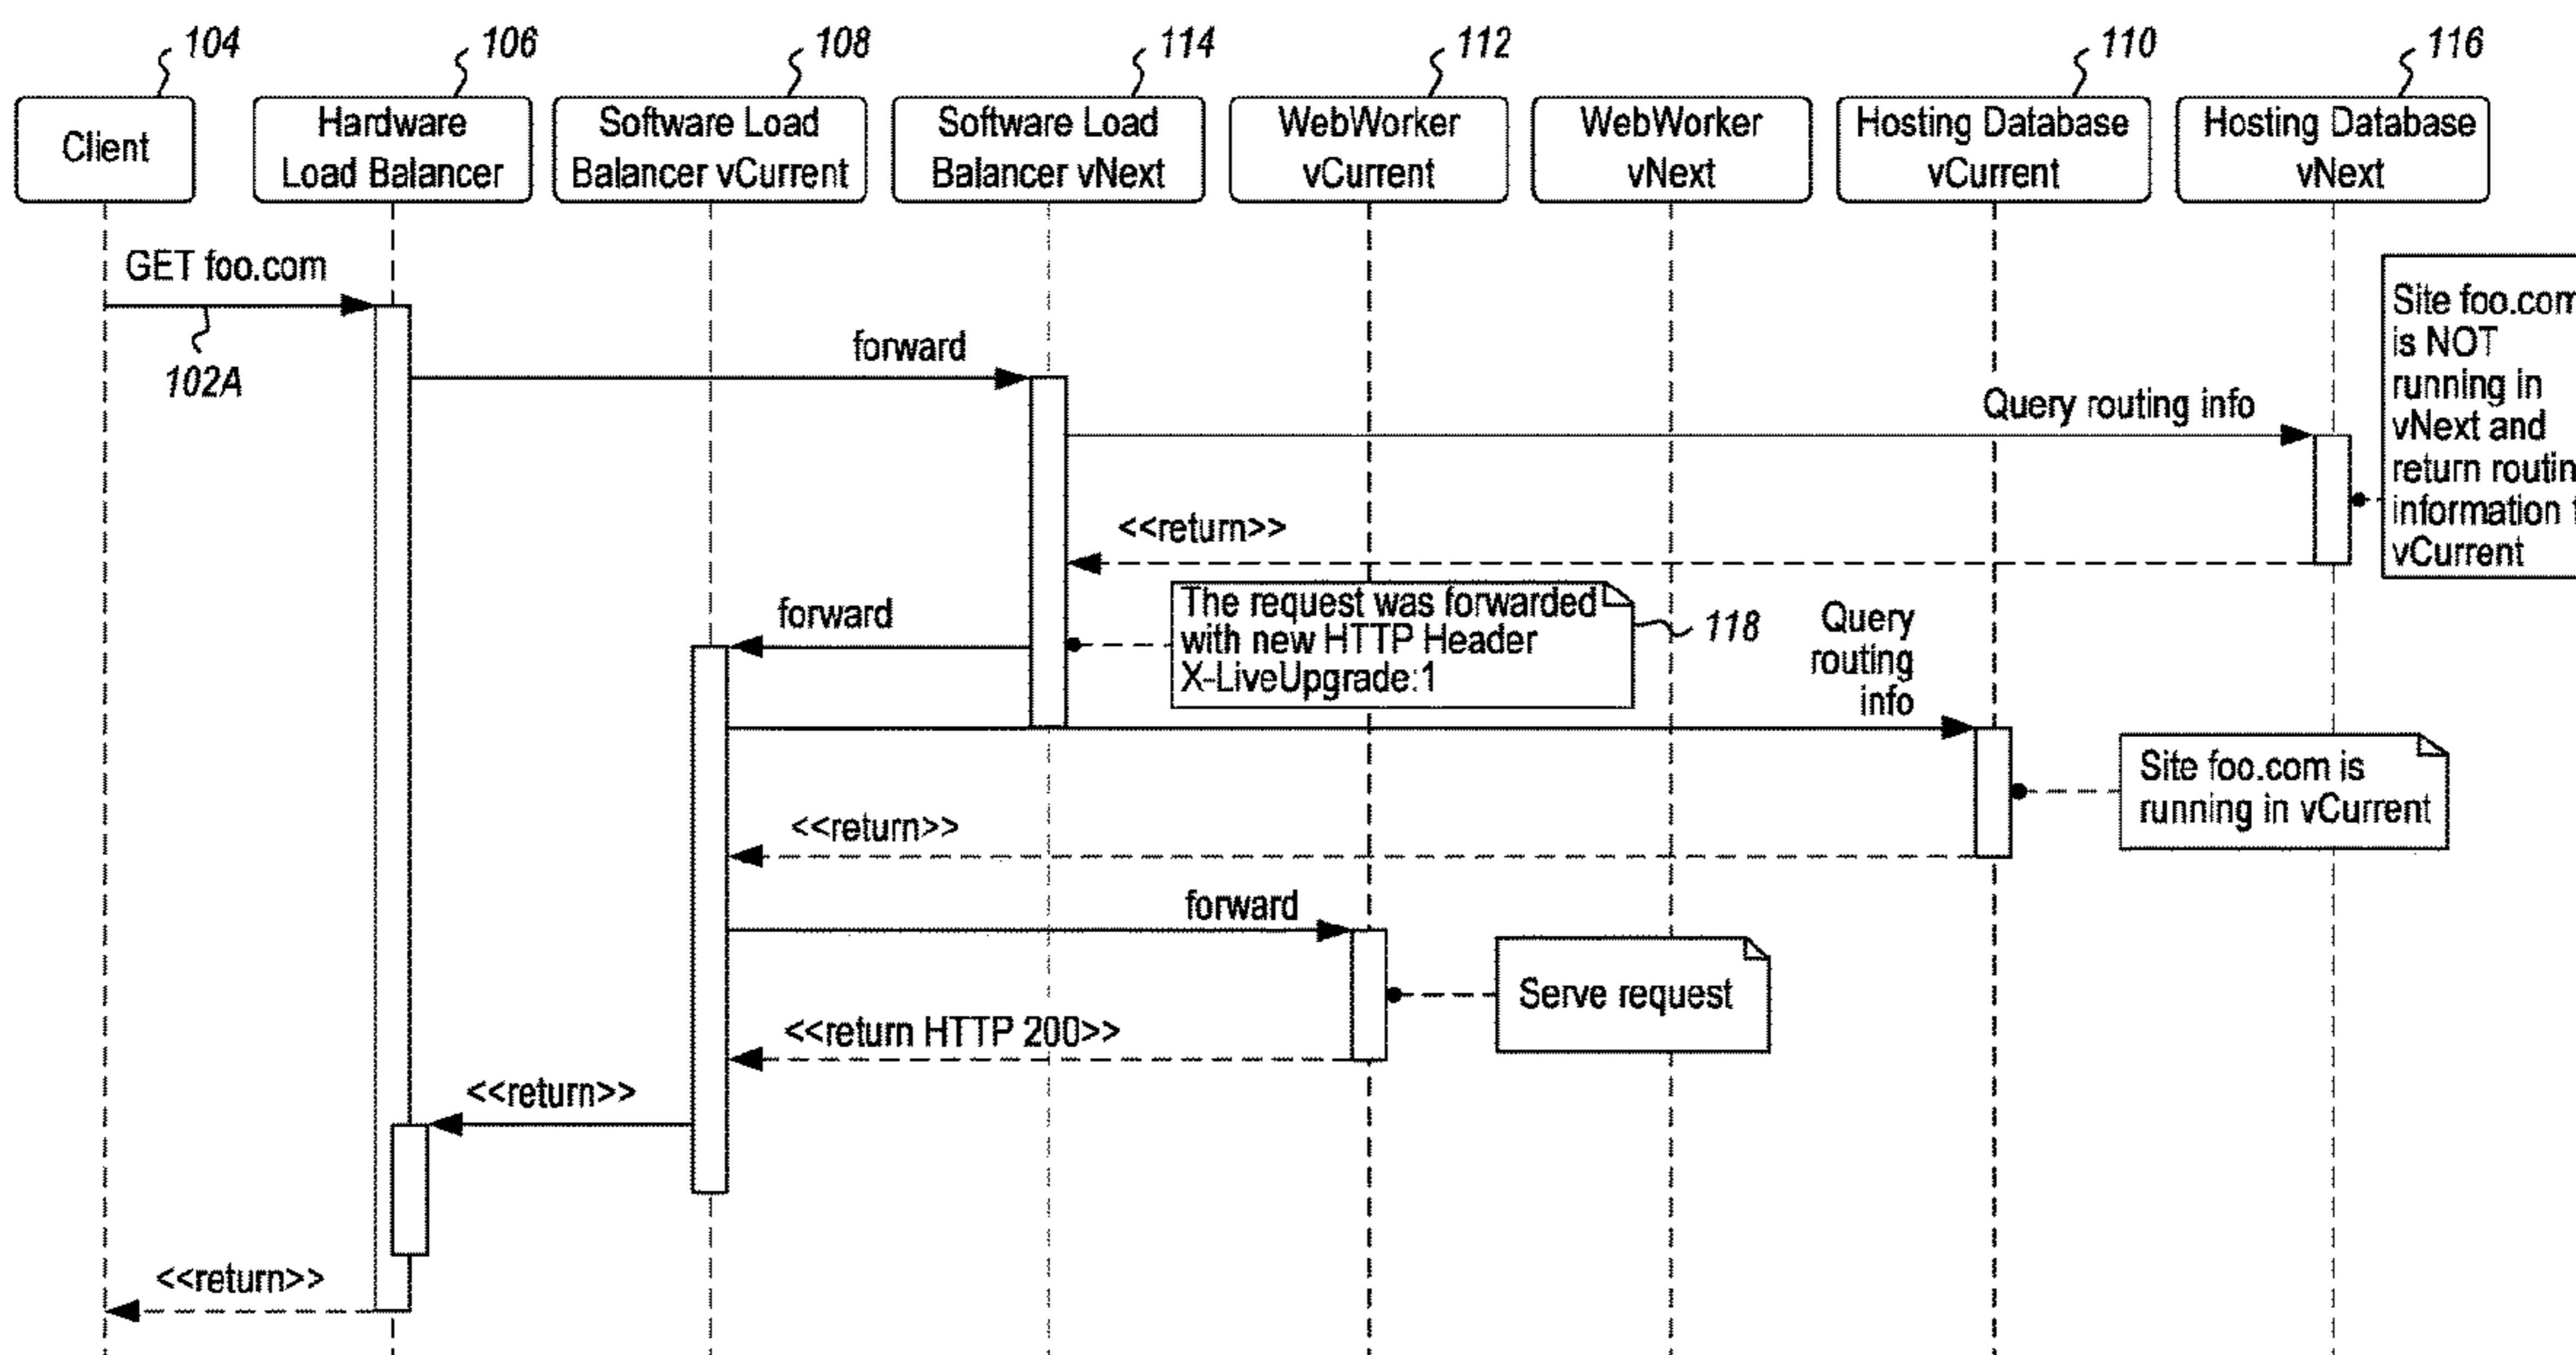 104
106
108
114
112
110
116
Client
Hardware
Load Balancer
Software Load
Balancer vCurrent
Software Load
Balancer vNext
WebWorker
vCurrent
WebWorker
vNext
Hosting Database
vCurrent
Hosting Database
vNext
GET foo.com
102A
forward
Query routing info
Site foo.com
is NOT
running in
vNext and
return
information
vCurrent
<<return>>
forward
The request was forwarded
with new HTTP Header
X-LiveUpgrade:1
118
Query
routing
info
Site foo.com is
running in vCurrent
<<return>>
forward
Serve request
<<return HTTP 200>>
<<return>>
<<return>>